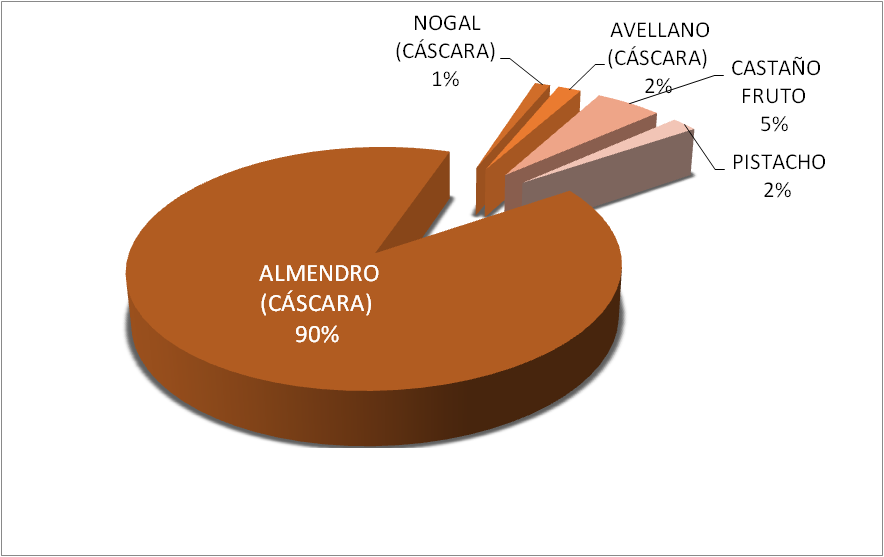 NOGAL
(CÁSCARA)
1%
AVELLANO
(CÁSCARA)
2%
CASTAÑO
FRUTO
5%
PISTACHO
2%
ALMENDRO
(CÁSCARA)
90%